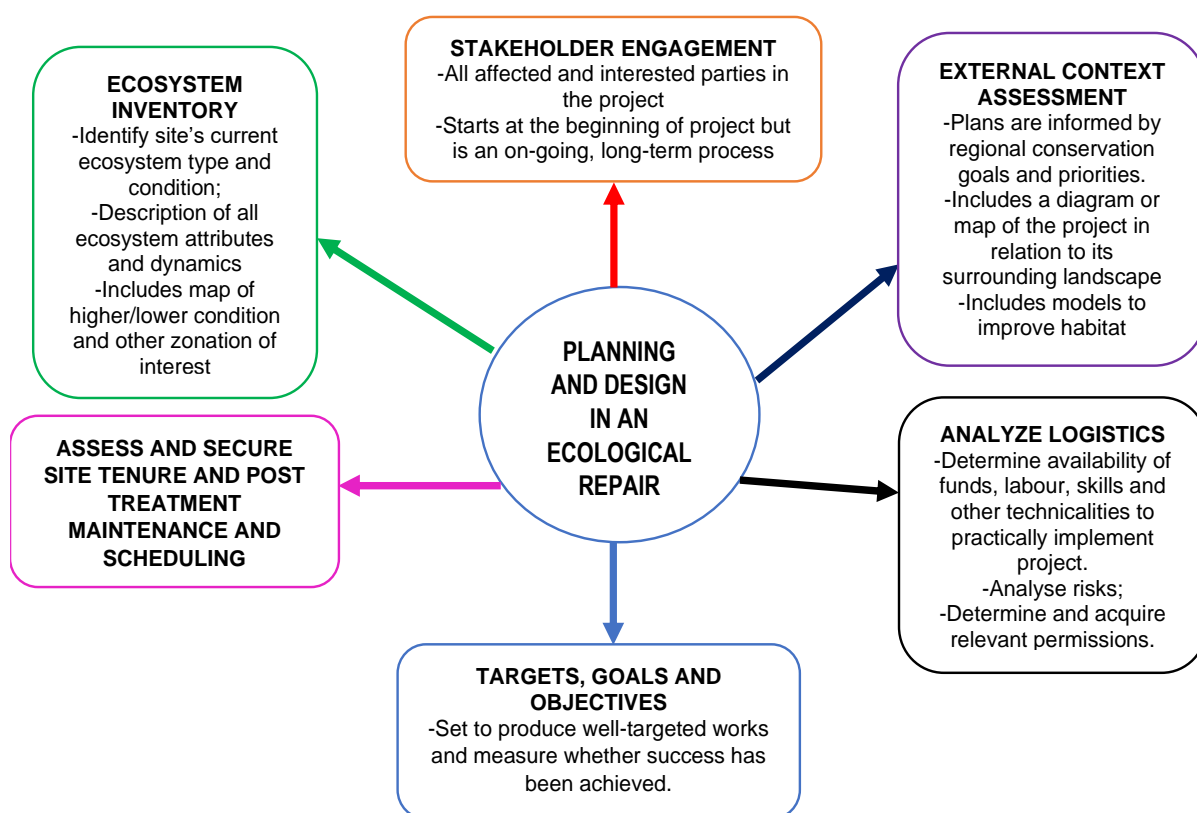 STAKEHOLDER ENGAGEMENT
-All affected and interested parties in
the project
-Starts at the beginning of project but
is an on-going, long-term process
ECOSYSTEM
INVENTORY
-Identify site's current
ecosystem type and
condition;
-Description of all
ecosystem attributes
and dynamics
-Includes map of
higher/lower condition
and other zonation of
interest
EXTERNAL CONTEXT
ASSESSMENT
-Plans are informed by
regional conservation
goals and priorities.
-Includes a diagram or
map of the project in
relation to its
surrounding landscape
-Includes models to
improve habitat
PLANNING
AND DESIGN
IN AN
ECOLOGICAL
REPAIR
ASSESS AND SECURE
SITE TENURE AND POST
TREATMENT
MAINTENANCE AND
SCHEDULING
ANALYZE LOGISTICS
-Determine availability of
funds, labour, skills and
other technicalities to
practically implement
project.
-Analyse risks;
-Determine and acquire
relevant permissions.
TARGETS, GOALS AND
OBJECTIVES
-Set to produce well-targeted works
and measure whether success has
been achieved.